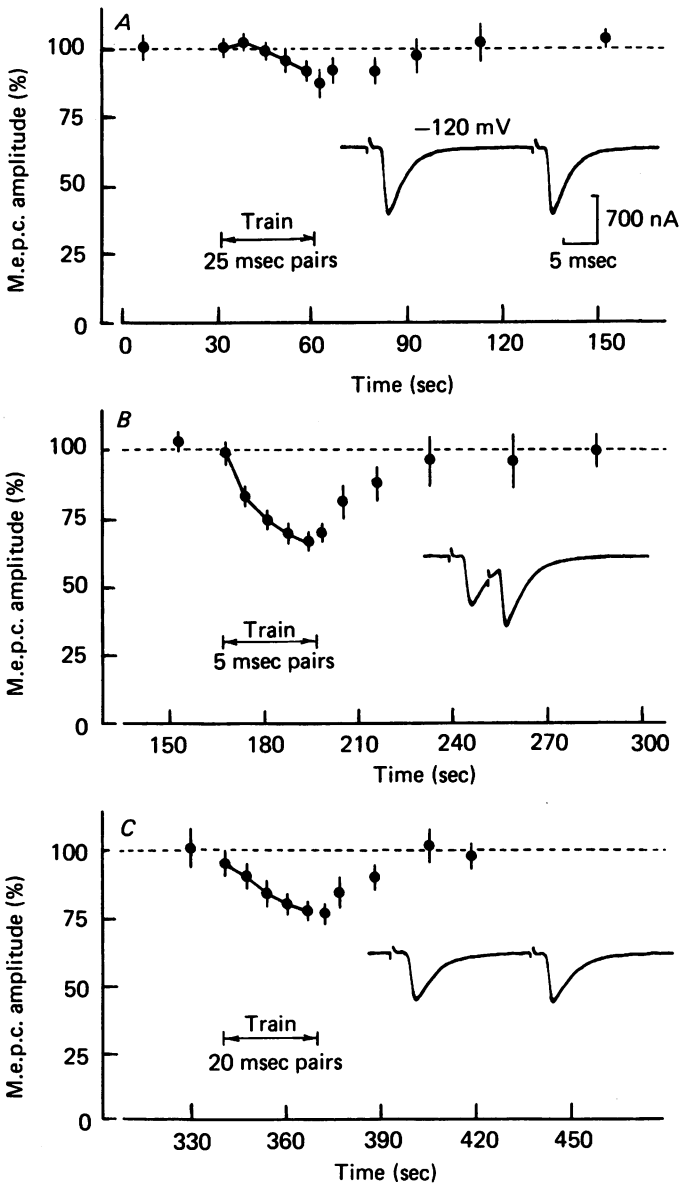 A
M.e.p.c. amplitude (%)
100
75
50
25
0
−120 mV
700 nA
5 msec
Train
25 msec pairs
0 30 60 90 120 150
Time (sec)
B
M.e.p.c. amplitude (%)
100
75
50
25
0
Train
5 msec pairs
150 180 210 240 270 300
Time (sec)
C
M.e.p.c. amplitude (%)
100
75
50
25
0
Train
20 msec pairs
330 360 390 420 450
Time (sec)